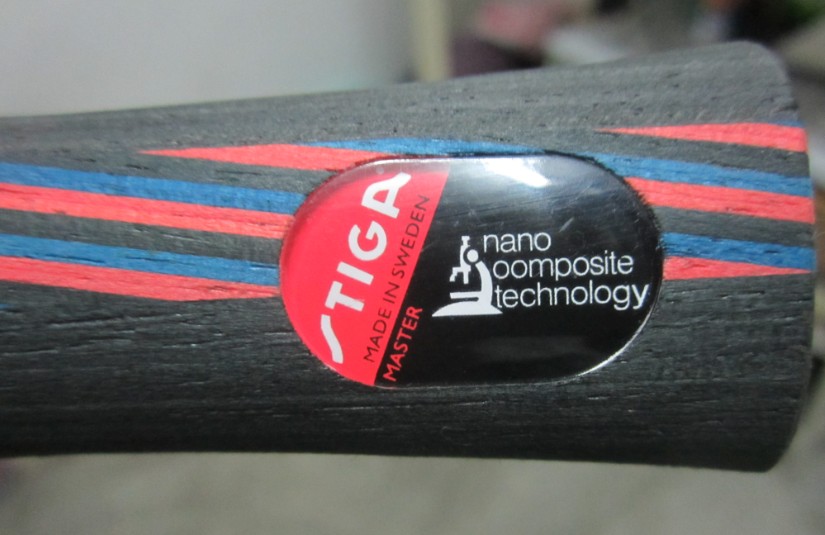 STIGA
MADE IN SWEDEN
MASTER
nano
oomposite
technology